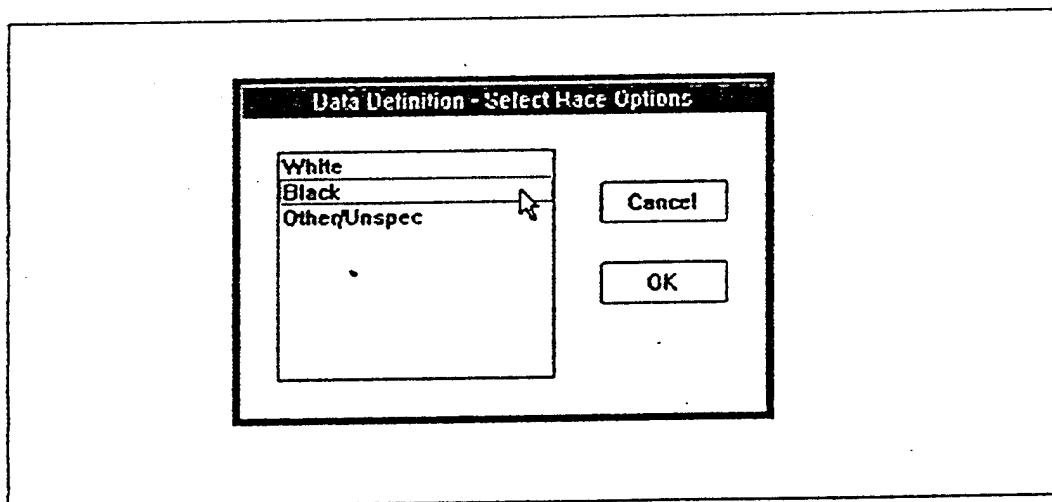 Data Definition - Select Race Options
White
Black
Other/Unspec
Cancel
OK